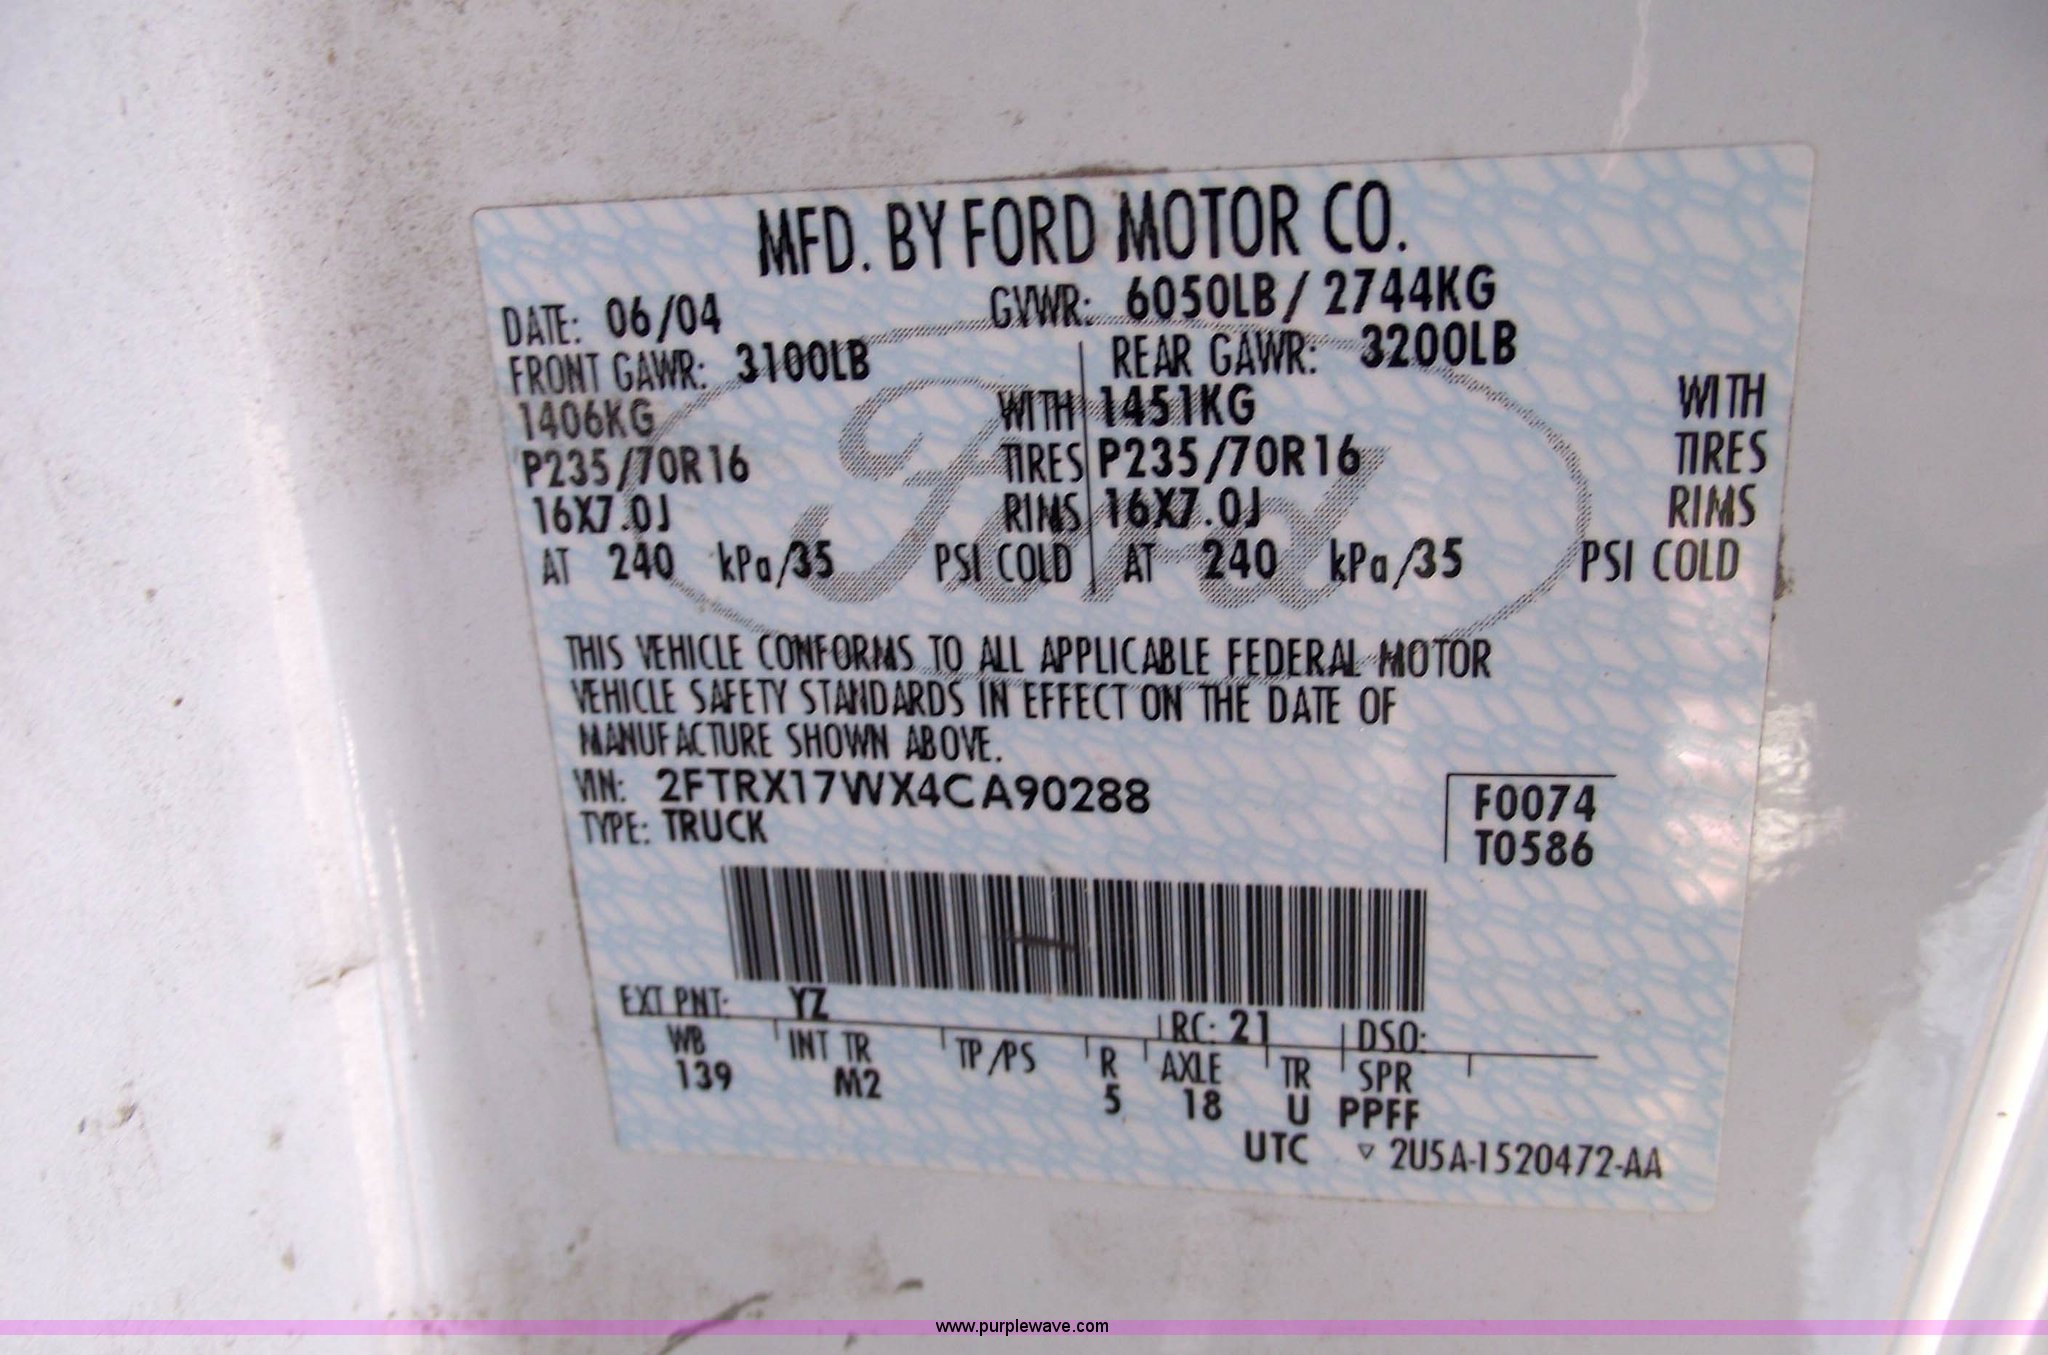 MFD. BY FORD MOTOR CO.
DATE: 06/04 GVWR: 6050LB/ 2744KG
FRONT GAWR: 3100LB REAR GAWR: 3200LB
1406KG WITH 1451KG WITH
P235/70R16 TIRES P235/70R16 TIRES
16X7.0J RIMS 16X7.0J RIMS
AT 240 kPa/35 PSI COLD AT 240 kPa/35 PSI COLD
Ford
THIS VEHICLE CONFORMS TO ALL APPLICABLE FEDERAL MOTOR
VEHICLE SAFETY STANDARDS IN EFFECT ON THE DATE OF
MANUFACTURE SHOWN ABOVE.
VIN: 2FTRX17WX4CA90288 F0074
TYPE: TRUCK T0586
EXT PNT: YZ RC: 21 DSO:
WB INT TR TP/PS R AXLE TR SPR
139 M2 5 18 U PPFF
UTC ▽ 2U5A-1520472-AA
www.purplewave.com